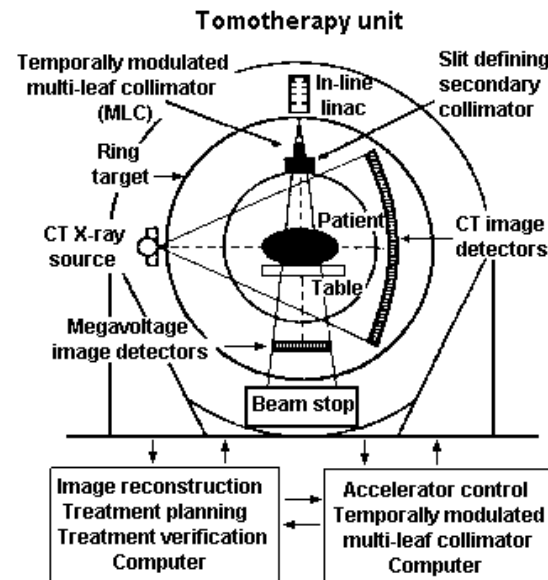 Tomotherapy unit
Temporally modulated
multi-leaf collimator
(MLC)
In-line
linac
Slit defining
secondary
collimator
Ring
target
Patient
CT X-ray
source
CT image
detectors
Table
Megavoltage
image detectors
Beam stop
Image reconstruction
Treatment planning
Treatment verification
Computer
Accelerator control
Temporally modulated
multi-leaf collimator
Computer